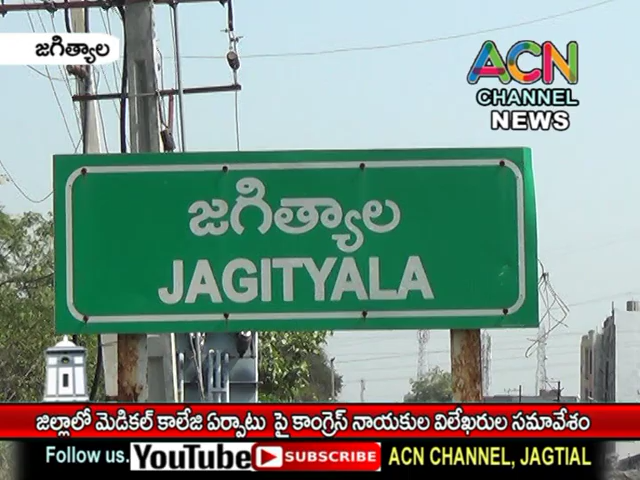 జగిత్యాల
ACN
CHANNEL
NEWS
జగిత్యాల
JAGITYALA
జిల్లాలో మెడికల్ కాలేజి ఏర్పాటు పై కాంగ్రెస్ నాయకుల విలేఖరుల సమావేశం
Follow us. YouTube SUBSCRIBE ACN CHANNEL, JAGTIAL